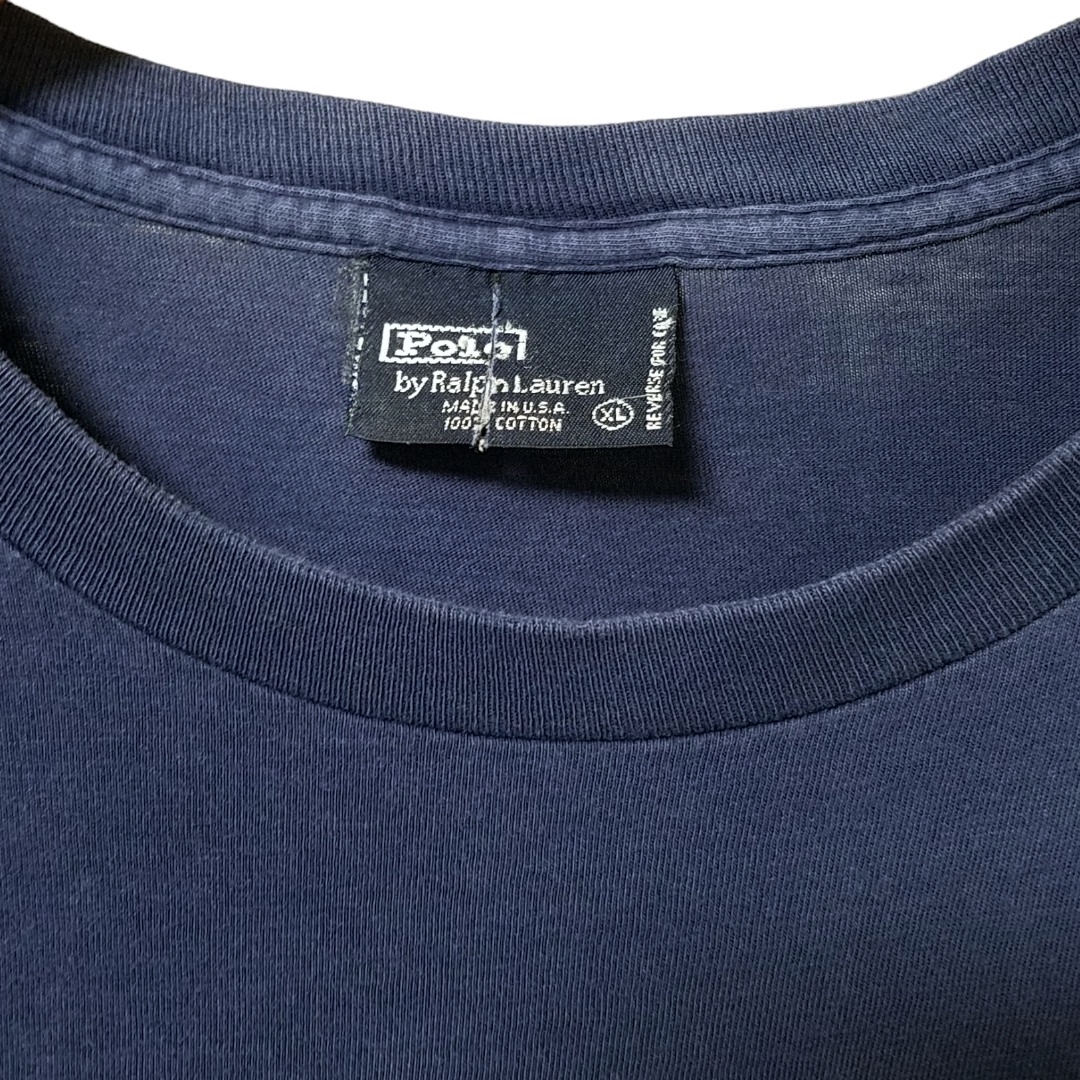 Polo
by Ralph Lauren
MADE IN U.S.A.
100% COTTON
XL
REVERSE FOR CARE